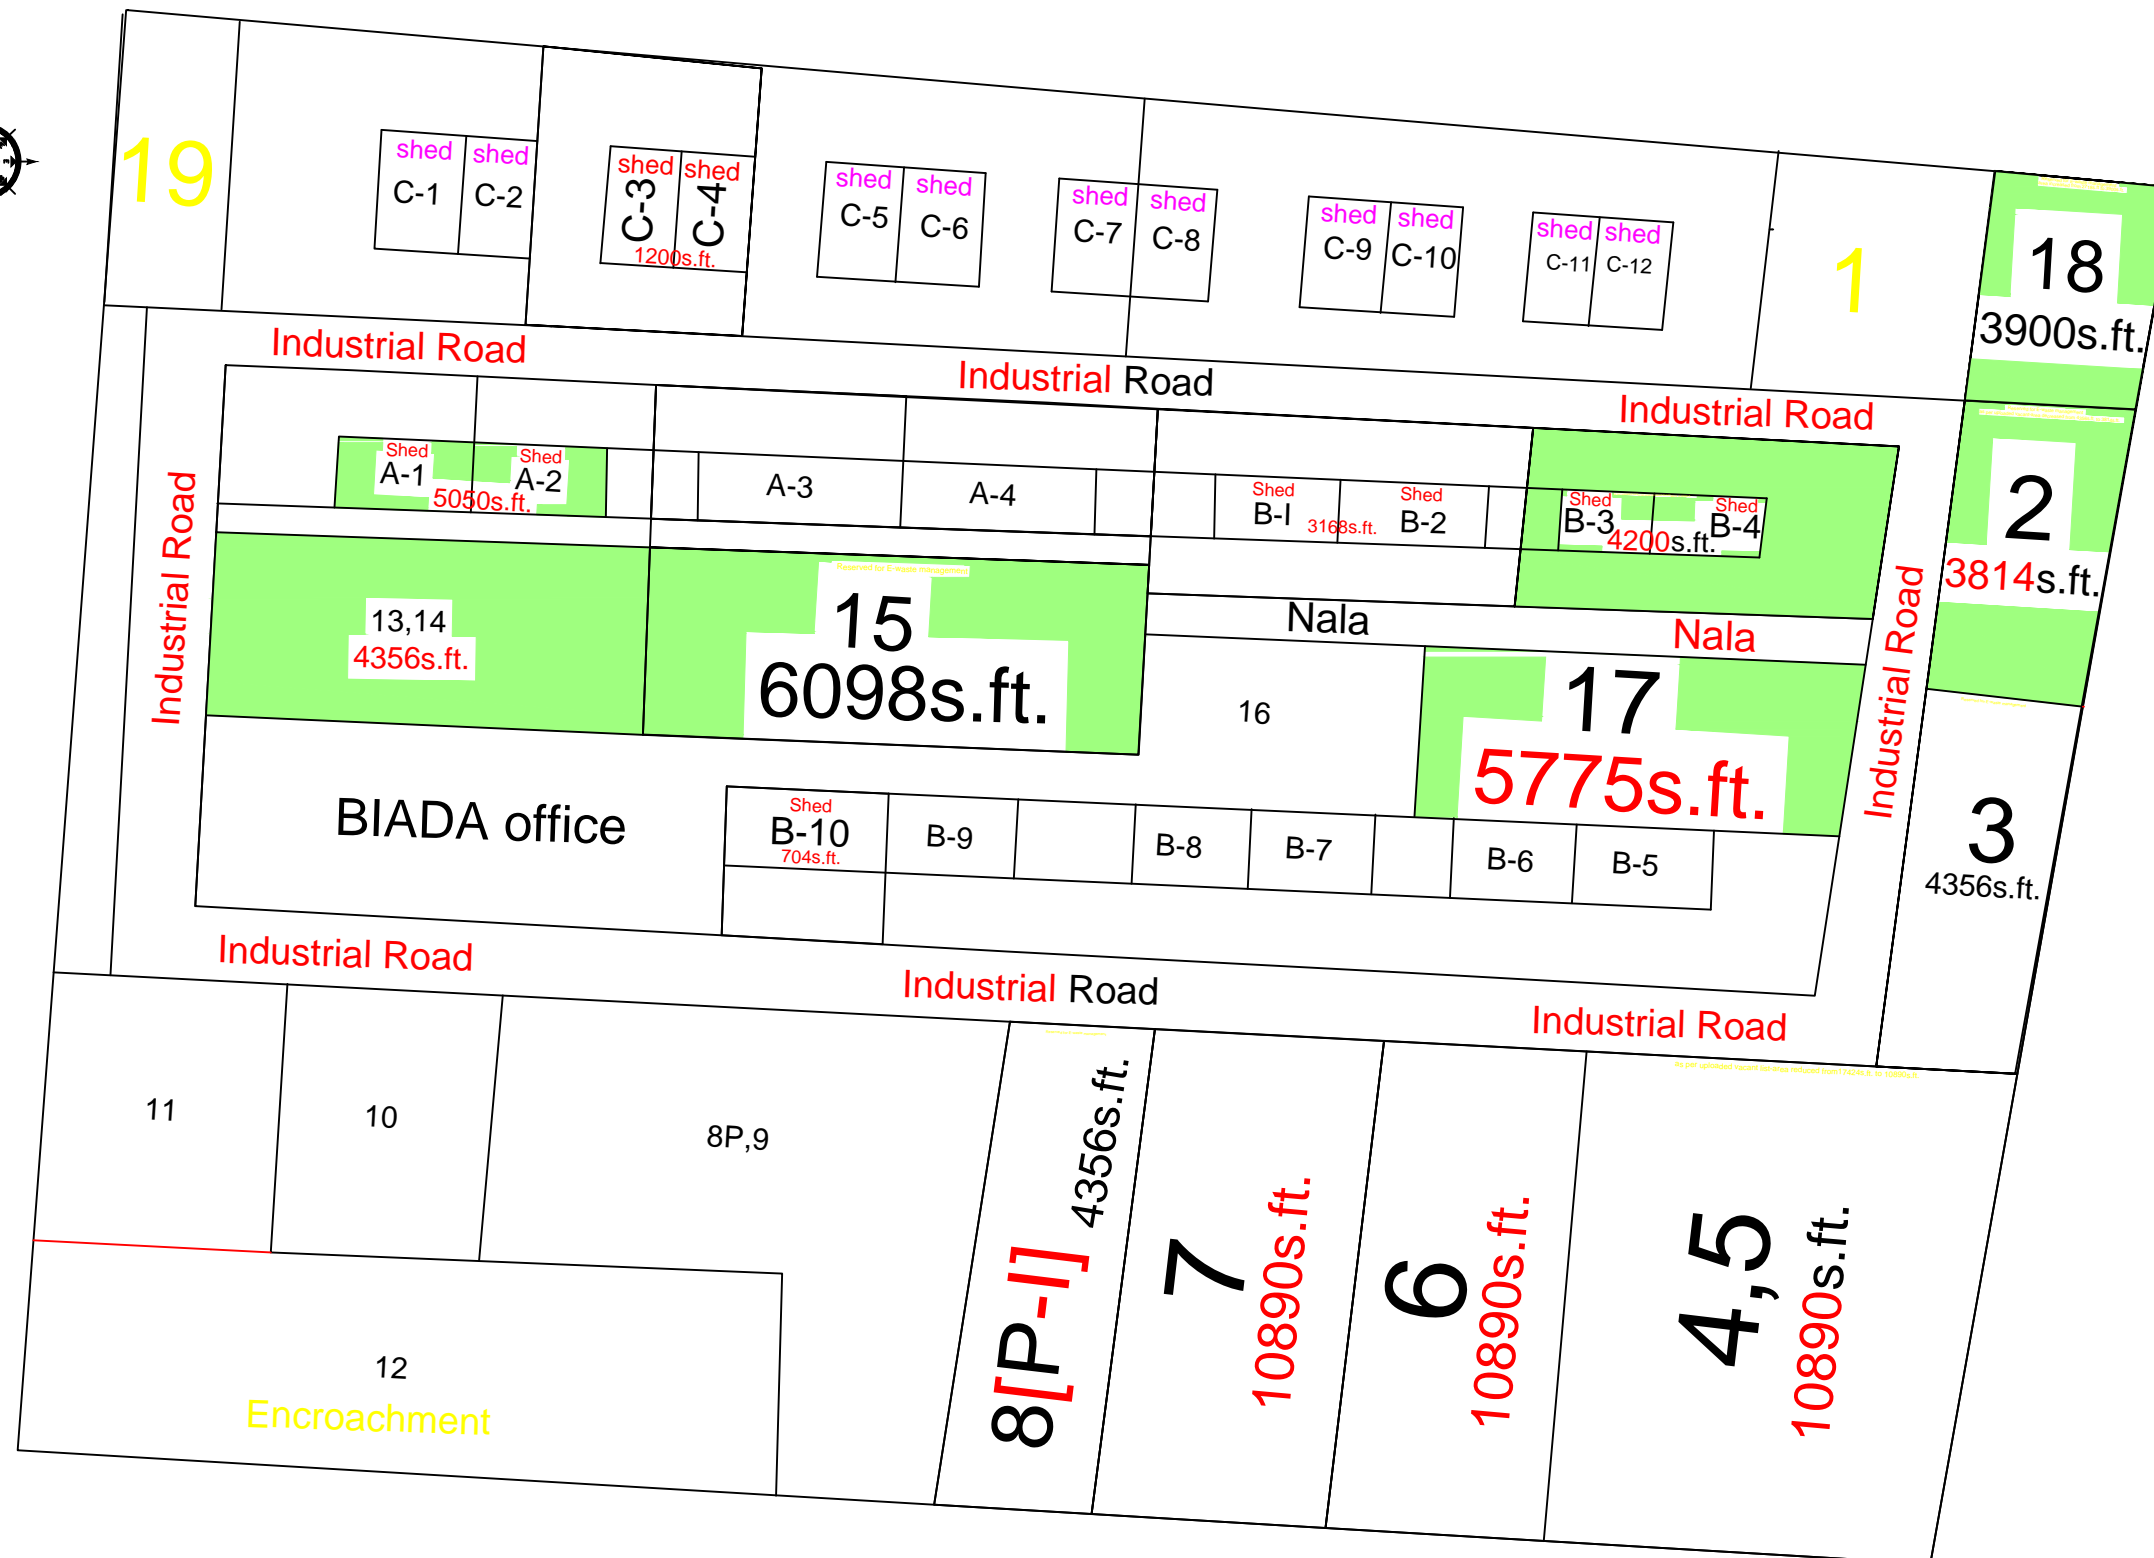 19
shed
C-1
shed
C-2
shed
C-3
shed
C-4
1200s.ft.
shed
C-5
shed
C-6
shed
C-7
shed
C-8
shed
C-9
shed
C-10
shed
C-11
shed
C-12
1
18
3900s.ft.
Industrial Road
Industrial Road
Industrial Road
Shed
A-1
Shed
A-2
5050s.ft.
A-3
A-4
Shed
B-I
3168s.ft.
Shed
B-2
Shed
B-3
Shed
B-4
4200s.ft.
2
3814s.ft.
Industrial Road
13,14
4356s.ft.
Reserved for E-waste management
15
6098s.ft.
Nala
Nala
16
17
5775s.ft.
Industrial Road
3
4356s.ft.
BIADA office
Shed
B-10
704s.ft.
B-9
B-8
B-7
B-6
B-5
Industrial Road
Industrial Road
Industrial Road
11
10
8P,9
8[P-I]
4356s.ft.
7
10890s.ft.
6
10890s.ft.
4,5
10890s.ft.
12
Encroachment